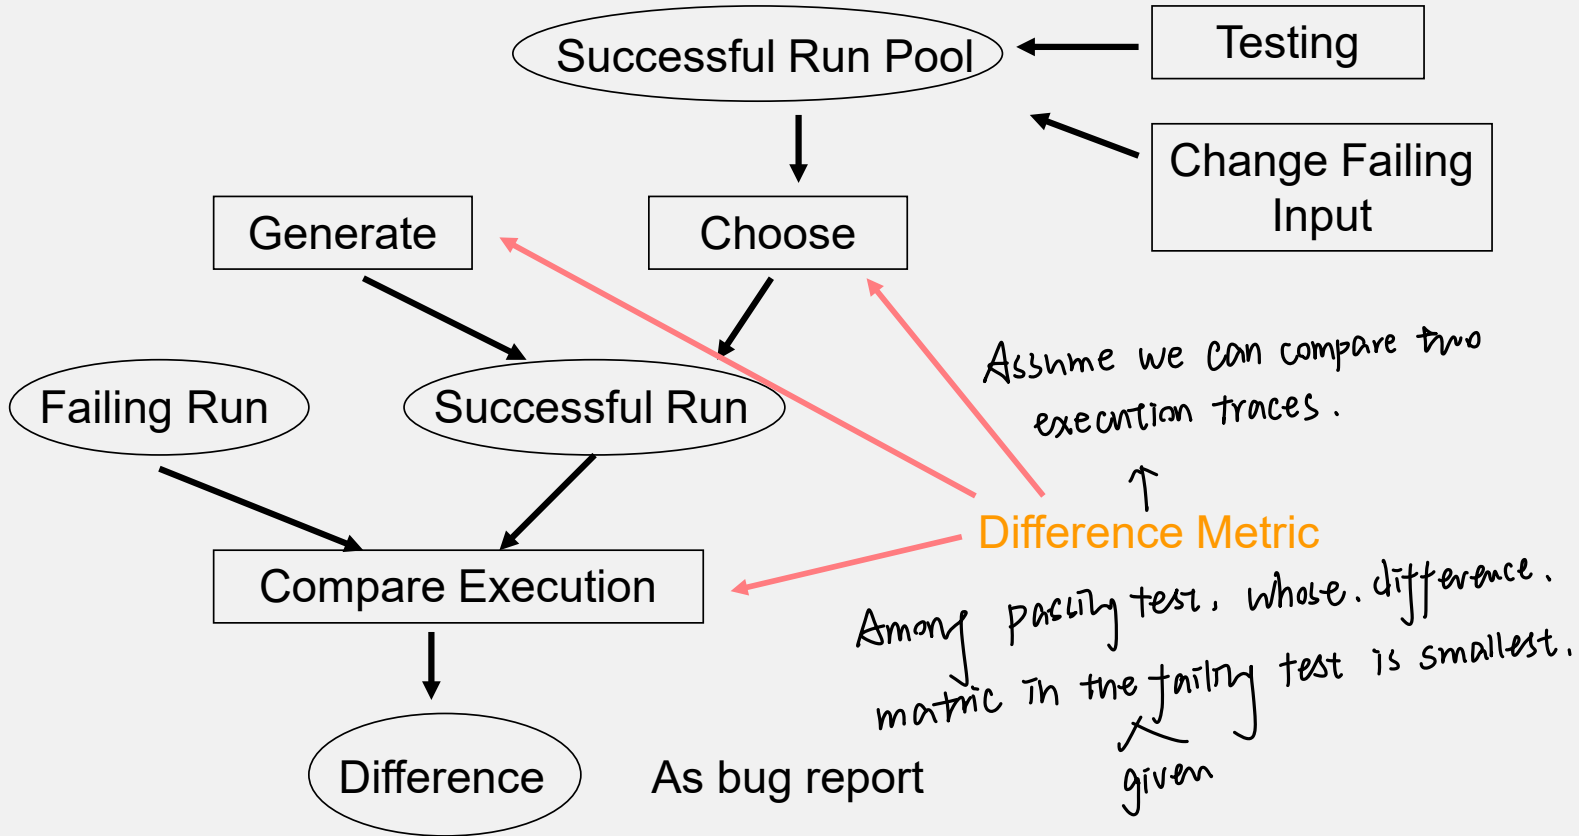 Successful Run Pool
Testing
Change Failing
Input
Generate
Choose
Failing Run
Successful Run
Assume we can compare two
execution traces.
Difference Metric
Compare Execution
Among passing test, whose. difference.
matric in the failing test is smallest.
given
Difference
As bug report